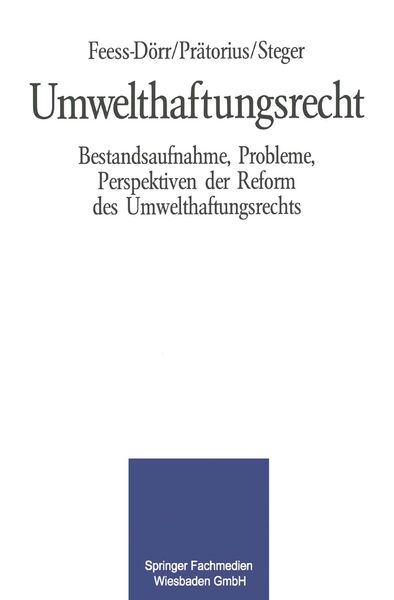 Feess-Dörr/Prätorius/Steger
Umwelthaftungsrecht
Bestandsaufnahme, Probleme,
Perspektiven der Reform
des Umwelthaftungsrechts
Springer Fachmedien
Wiesbaden GmbH